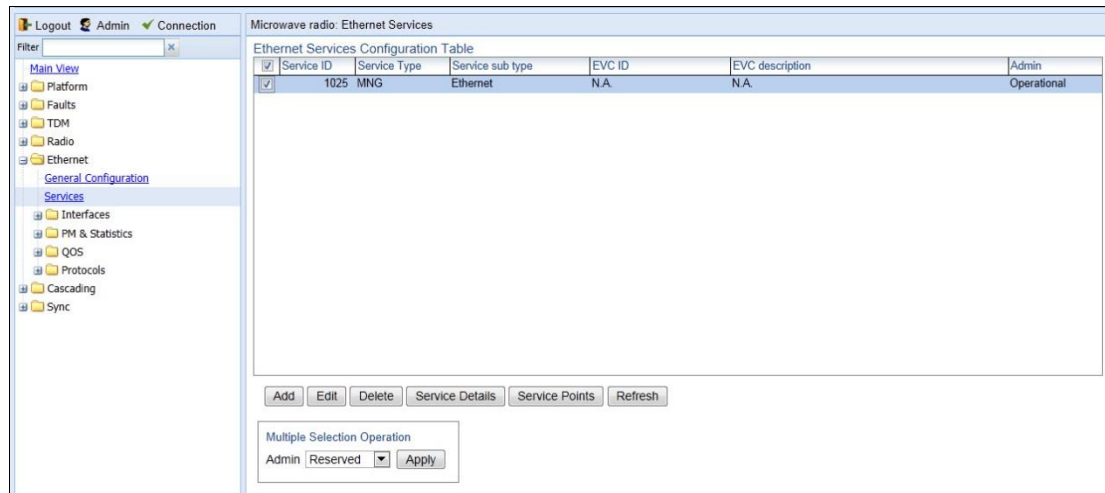 Logout Admin Connection
Filter
Main View
Platform
Faults
TDM
Radio
Ethernet
General Configuration
Services
Interfaces
PM & Statistics
QOS
Protocols
Cascading
Sync
Microwave radio: Ethernet Services
Ethernet Services Configuration Table
Service ID Service Type Service sub type EVC ID EVC description Admin
1025 MNG Ethernet N.A. N.A. Operational
Add Edit Delete Service Details Service Points Refresh
Multiple Selection Operation
Admin Reserved Apply